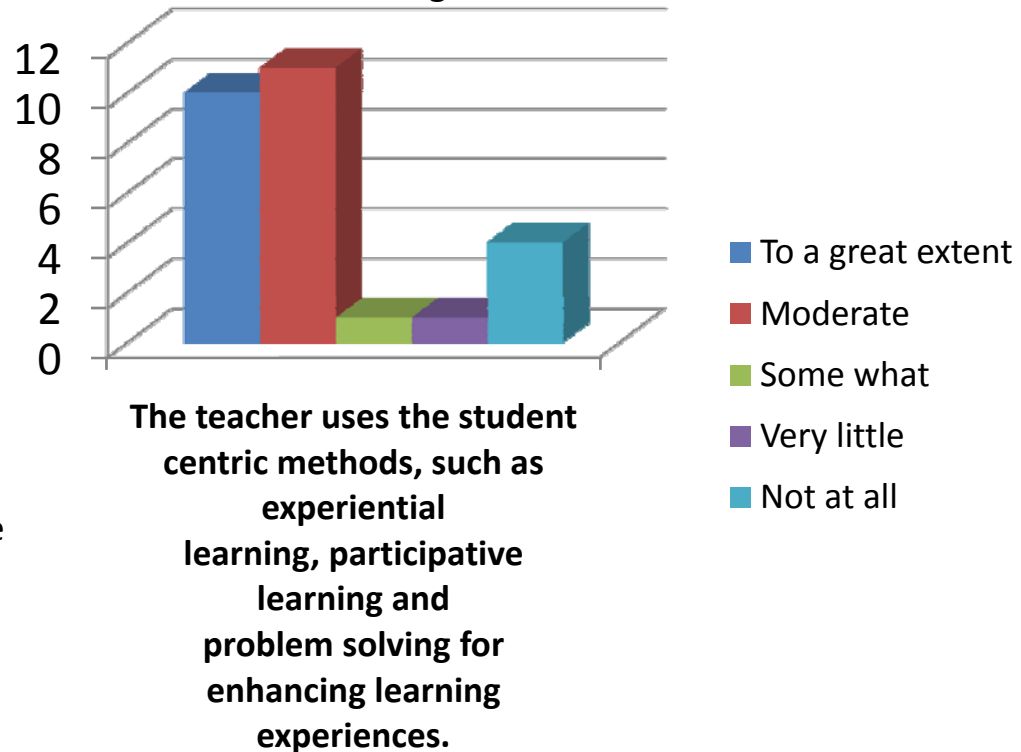 12
10
8
6
4
2
0
To a great extent
Moderate
Some what
Very little
Not at all
The teacher uses the student
centric methods, such as
experiential
learning, participative
learning and
problem solving for
enhancing learning
experiences.